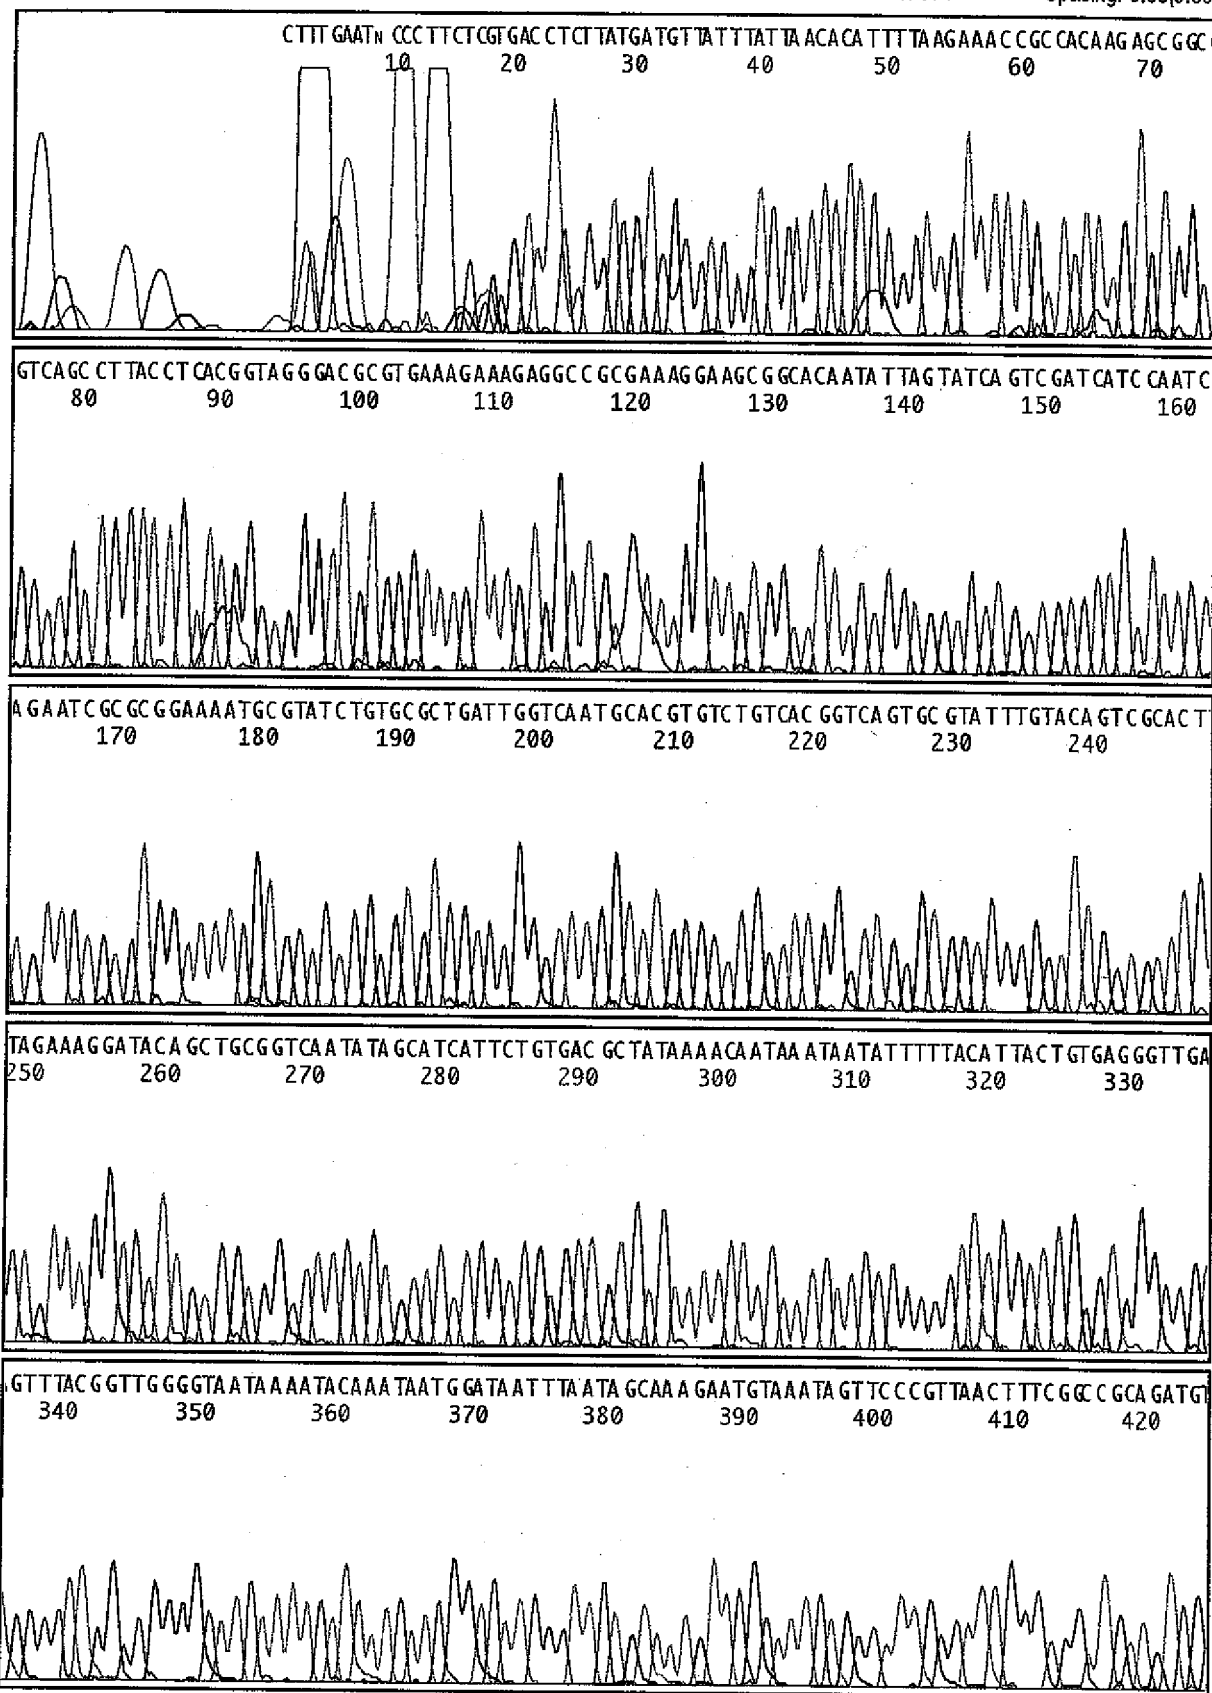 CTTTGAATN CCCTTCTCGTGACCTCTTATGATGTTATTTATTAACACATTTTAAGAAACCGCCACAAGAGCGGC
10 20 30 40 50 60 70
GTCAGCCTTACCTCACGGTAGGGACGCGTGAAAGAAAGAGGCCGCGAAAGGAAGCGGCACAATATTAGTATCAGTCGATCATCCAATC
80 90 100 110 120 130 140 150 160
AGAATCGCGCGGAAAATGCGTATCTGTGCGCTGATTGGTCAATGCACGTGTCTGTCACGGTCAGTGCGTATTTGTACAGTCGCACTT
170 180 190 200 210 220 230 240
TAGAAAGGATACAGCTGCGGTCAATATAGCATCATTCTGTGACGCTATAAAACAATAAATAATATTTTTACATTACTGTGAGGGTTGA
250 260 270 280 290 300 310 320 330
GTTTACGGTTGGGGTAATAAAATACAAATAATGGATAATTTAATAGCAAAGAATGTAAATAGTTCCCGTTAACTTTCGGCCGCAGATGT
340 350 360 370 380 390 400 410 420